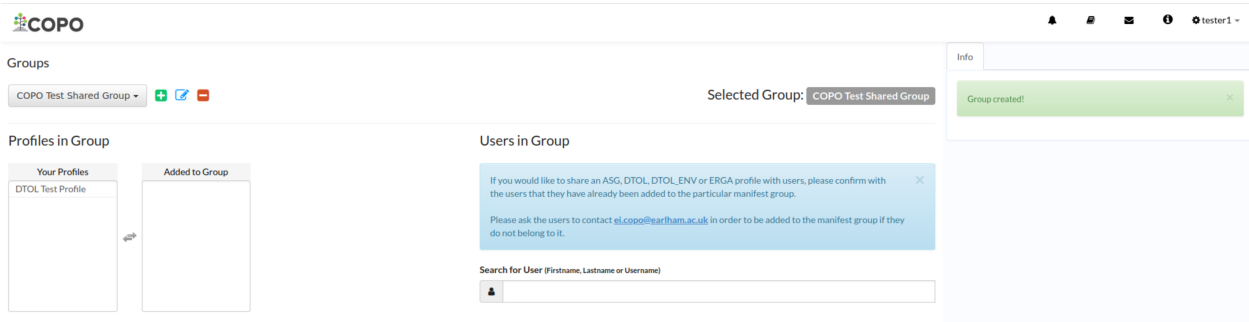 COPO
tester1
Groups
COPO Test Shared Group
Selected Group: COPO Test Shared Group
Profiles in Group
Your Profiles
DTOL Test Profile
Added to Group
Users in Group
If you would like to share an ASG, DTOL, DTOL_ENV or ERGA profile with users, please confirm with
the users that they have already been added to the particular manifest group.
Please ask the users to contact ei.copo@earlham.ac.uk in order to be added to the manifest group if they
do not belong to it.
Search for User (Firstname, Lastname or Username)
Info
Group created!